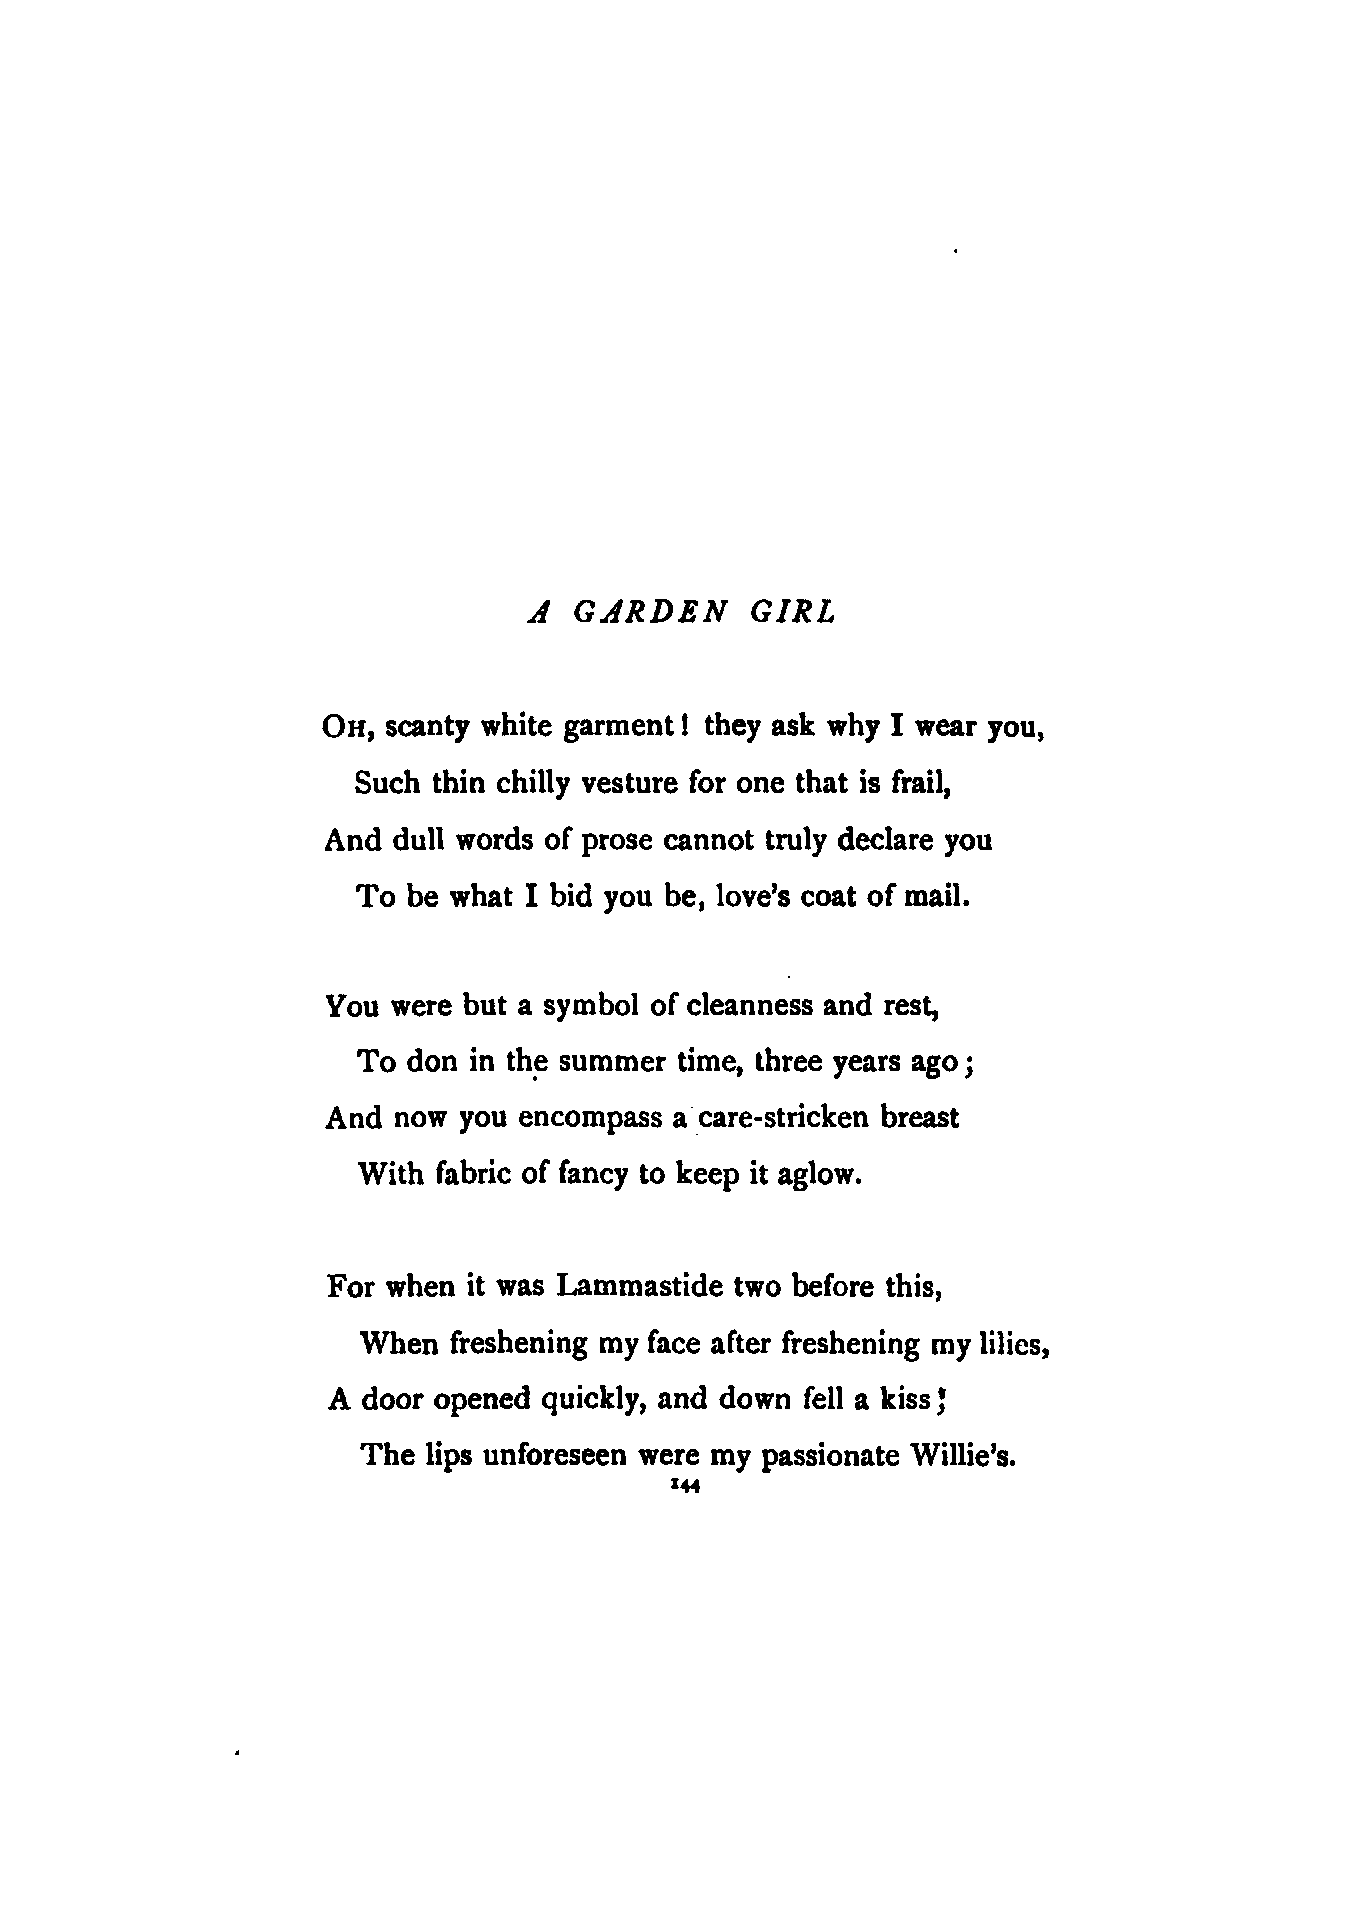 A GARDEN GIRL
OH, scanty white garment! they ask why I wear you,
Such thin chilly vesture for one that is frail,
And dull words of prose cannot truly declare you
To be what I bid you be, love's coat of mail.
You were but a symbol of cleanness and rest,
To don in the summer time, three years ago;
And now you encompass a care-stricken breast
With fabric of fancy to keep it aglow.
For when it was Lammastide two before this,
When freshening my face after freshening my lilies,
A door opened quickly, and down fell a kiss;
The lips unforeseen were my passionate Willie's.
144